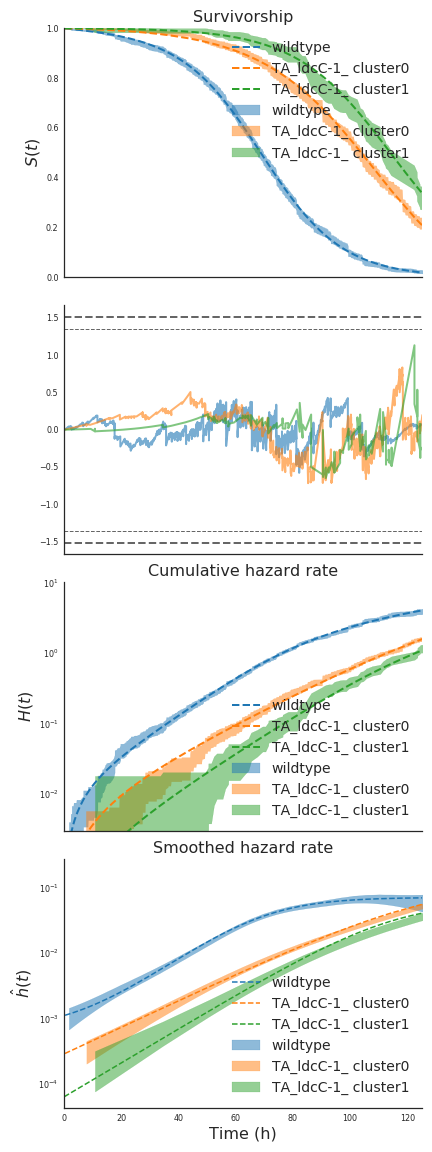 Survivorship
1.0
0.8
0.6
0.4
0.2
0.0
S(t)
wildtype
TA_ldcC-1_ cluster0
TA_ldcC-1_ cluster1
wildtype
TA_ldcC-1_ cluster0
TA_ldcC-1_ cluster1
1.5
1.0
0.5
0.0
−0.5
−1.0
−1.5
Cumulative hazard rate
10¹
10⁰
10⁻¹
10⁻²
H(t)
wildtype
TA_ldcC-1_ cluster0
TA_ldcC-1_ cluster1
wildtype
TA_ldcC-1_ cluster0
TA_ldcC-1_ cluster1
Smoothed hazard rate
10⁻¹
10⁻²
10⁻³
10⁻⁴
ĥ(t)
wildtype
TA_ldcC-1_ cluster0
TA_ldcC-1_ cluster1
wildtype
TA_ldcC-1_ cluster0
TA_ldcC-1_ cluster1
0 20 40 60 80 100 120
Time (h)